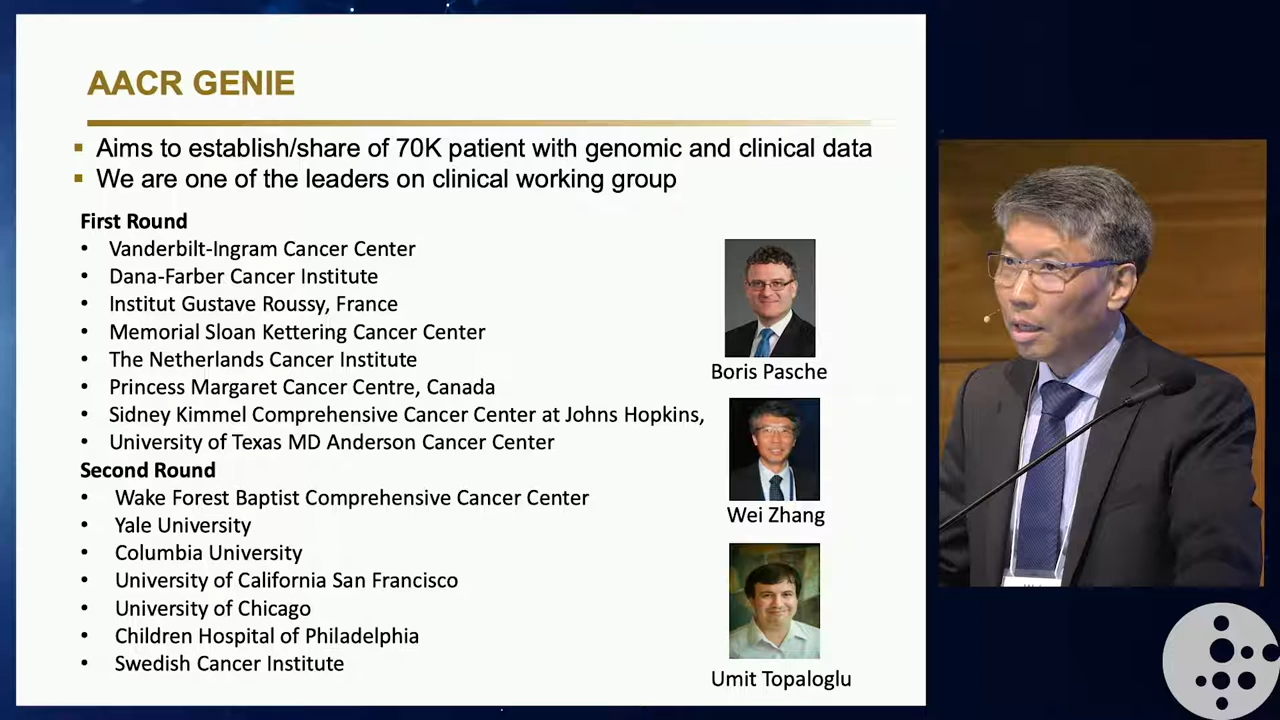 AACR GENIE
Aims to establish/share of 70K patient with genomic and clinical data
We are one of the leaders on clinical working group
First Round
Vanderbilt-Ingram Cancer Center
Dana-Farber Cancer Institute
Institut Gustave Roussy, France
Memorial Sloan Kettering Cancer Center
The Netherlands Cancer Institute
Princess Margaret Cancer Centre, Canada
Sidney Kimmel Comprehensive Cancer Center at Johns Hopkins,
University of Texas MD Anderson Cancer Center
Second Round
Wake Forest Baptist Comprehensive Cancer Center
Yale University
Columbia University
University of California San Francisco
University of Chicago
Children Hospital of Philadelphia
Swedish Cancer Institute
Boris Pasche
Wei Zhang
Umit Topaloglu